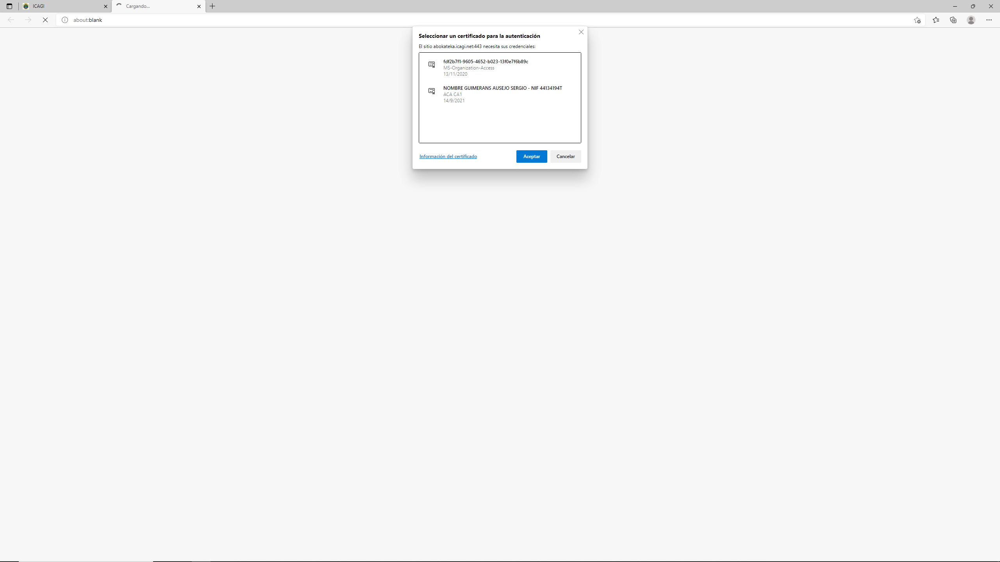 ICAGI
Cargando...
about:blank
Seleccionar un certificado para la autenticación
El sitio abokateka.icagi.net:443 necesita sus credenciales:
fdf2b7f1-9605-4652-b023-13f0e7f6b89c
MS-Organization-Access
13/11/2020
NOMBRE GUIMERANS AUSEJO SERGIO - NIF 44134194T
ACA CA1
14/9/2021
Información del certificado
Aceptar
Cancelar